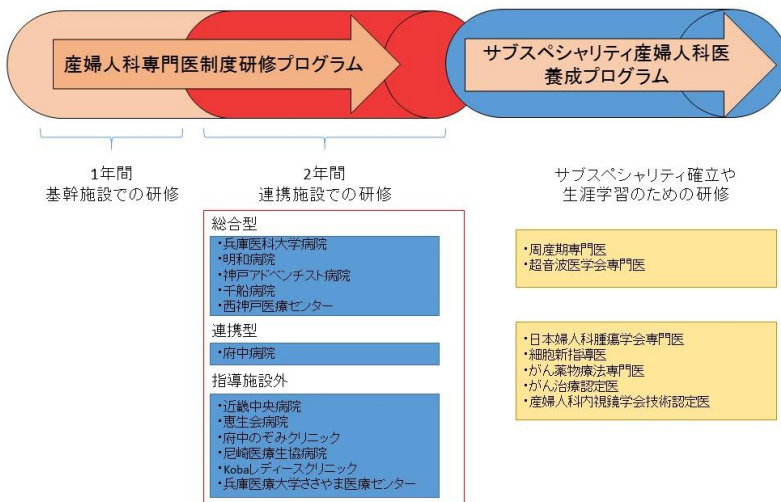 産婦人科専門医制度研修プログラム
サブスペシャリティ産婦人科医
養成プログラム
1年間
基幹施設での研修
2年間
連携施設での研修
サブスペシャリティ確立や
生涯学習のための研修
総合型
・兵庫医科大学病院
・明和病院
・神戸アドベンチスト病院
・千船病院
・西神戸医療センター
連携型
・府中病院
指導施設外
・近畿中央病院
・恵生会病院
・府中のぞみクリニック
・尼崎医療生協病院
・Kobaレディースクリニック
・兵庫医療大学ささやま医療センター
・周産期専門医
・超音波医学会専門医
・日本婦人科腫瘍学会専門医
・細胞新指導医
・がん薬物療法専門医
・がん治療認定医
・産婦人科内視鏡学会技術認定医